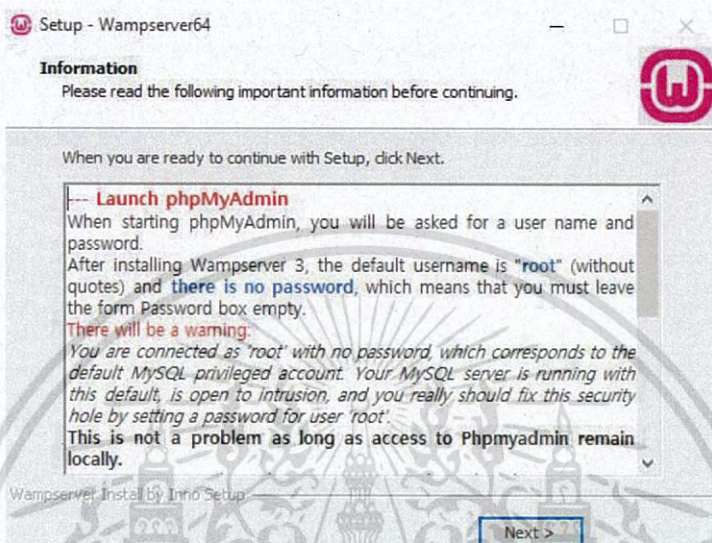 Setup - Wampserver64
Information
Please read the following important information before continuing.
When you are ready to continue with Setup, click Next.
--- Launch phpMyAdmin
When starting phpMyAdmin, you will be asked for a user name and
password.
After installing Wampserver 3, the default username is "root" (without
quotes) and there is no password, which means that you must leave
the form Password box empty.
There will be a warning:
You are connected as 'root' with no password, which corresponds to the
default MySQL privileged account. Your MySQL server is running with
this default, is open to intrusion, and you really should fix this security
hole by setting a password for user 'root'.
This is not a problem as long as access to Phpmyadmin remain
locally.
Wampserver Install by Inno Setup
Next >